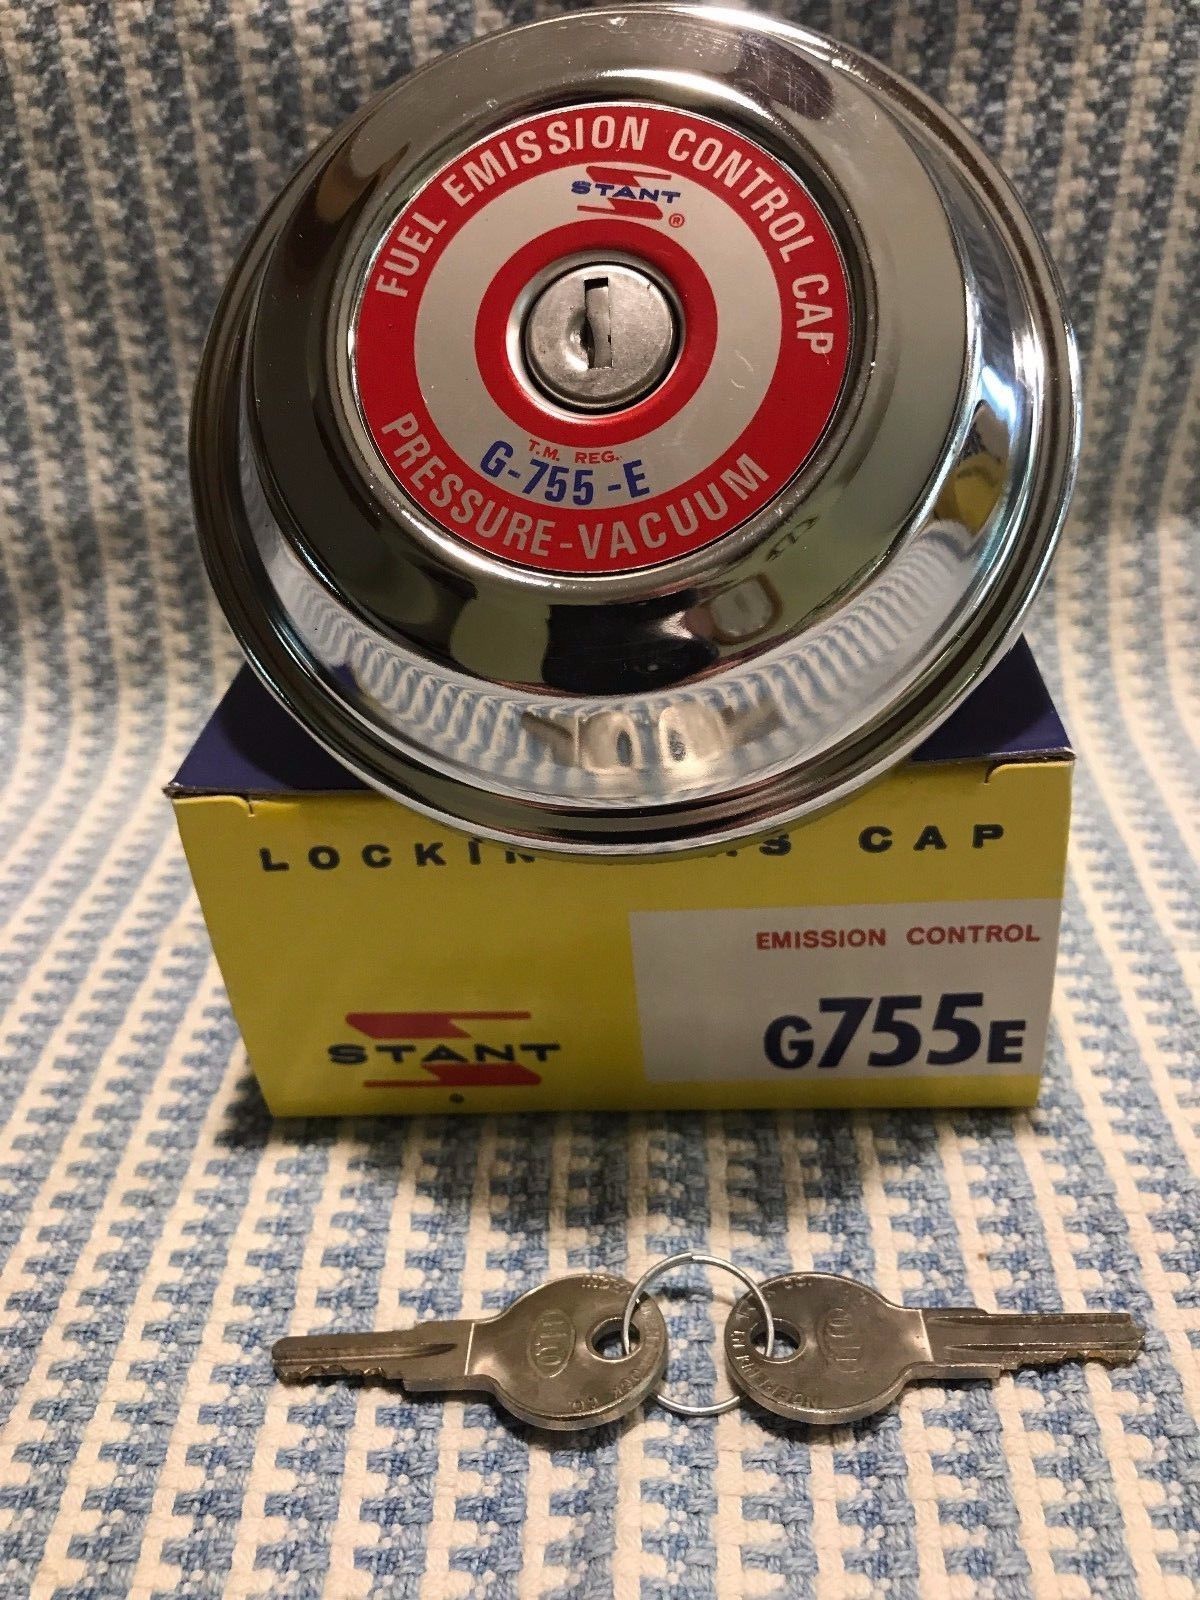 FUEL EMISSION CONTROL CAP
STANT
®
T.M. REG.
G-755-E
PRESSURE-VACUUM
CAP
EMISSION CONTROL
STANT
G755E